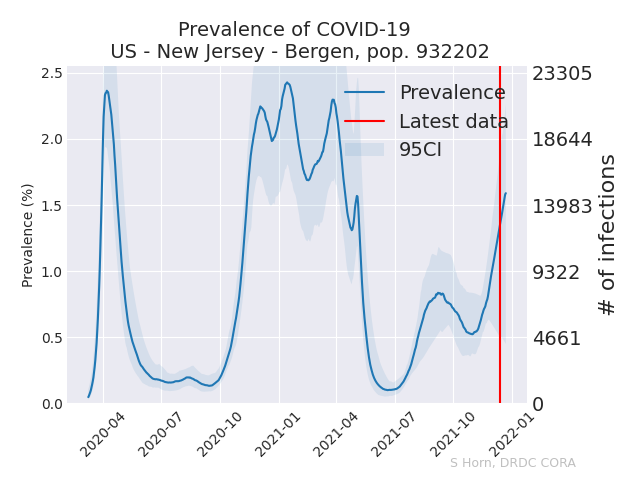 Prevalence of COVID-19
US - New Jersey - Bergen, pop. 932202
Prevalence (%)
2.5
2.0
1.5
1.0
0.5
0.0
23305
18644
13983
9322
4661
0
# of infections
Prevalence
Latest data
95CI
2020-04
2020-07
2020-10
2021-01
2021-04
2021-07
2021-10
2022-01
S Horn, DRDC CORA